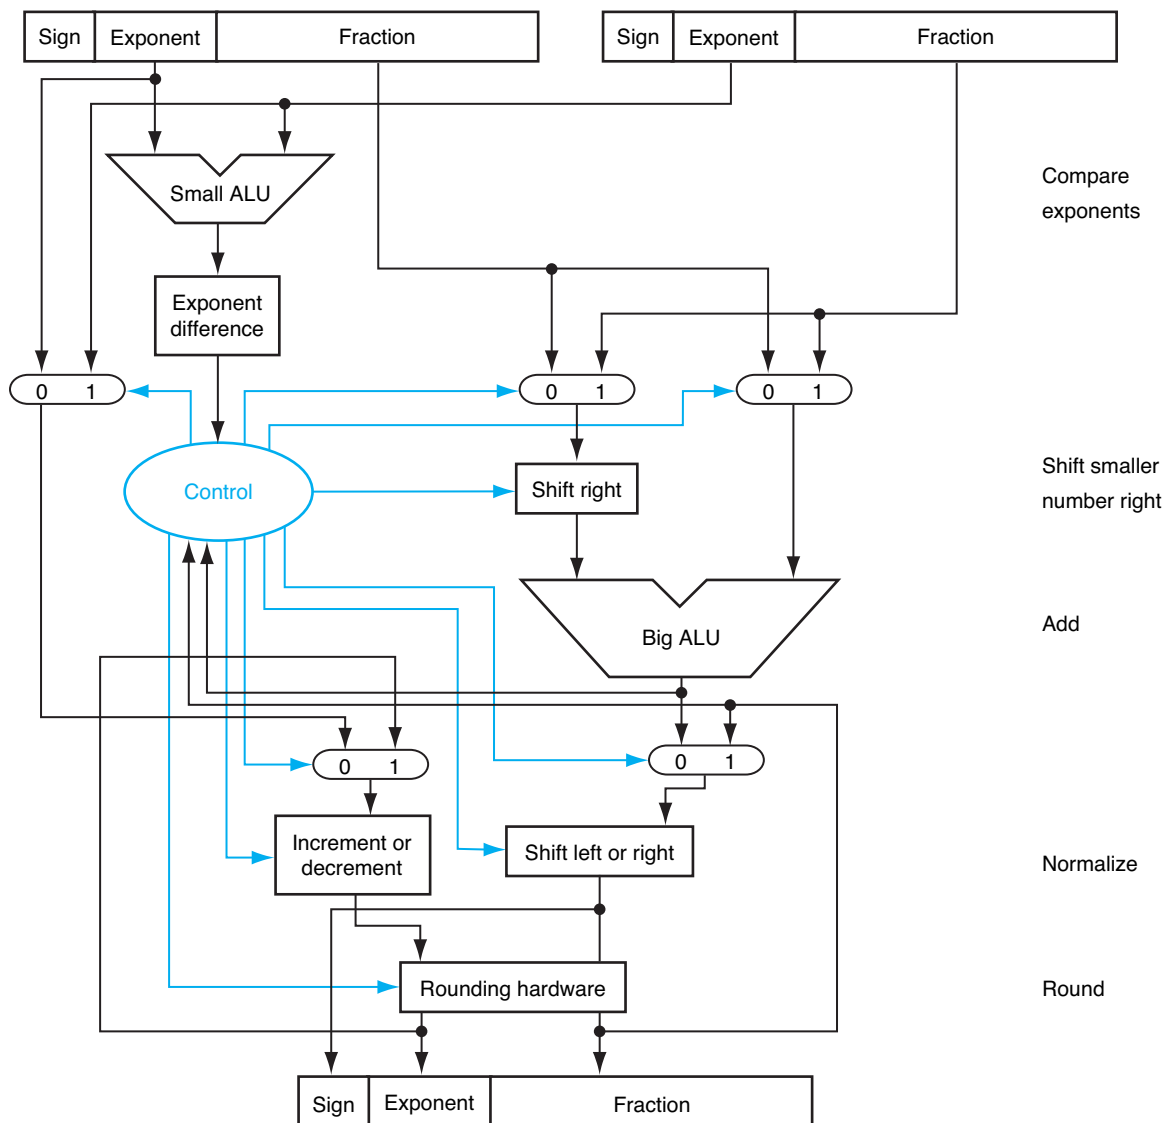 Sign Exponent Fraction Sign Exponent Fraction
Small ALU
Compare
exponents
Exponent
difference
0 1 0 1 0 1
Control
Shift right
Shift smaller
number right
Big ALU
Add
0 1 0 1
Increment or
decrement
Shift left or right
Normalize
Rounding hardware
Round
Sign Exponent Fraction